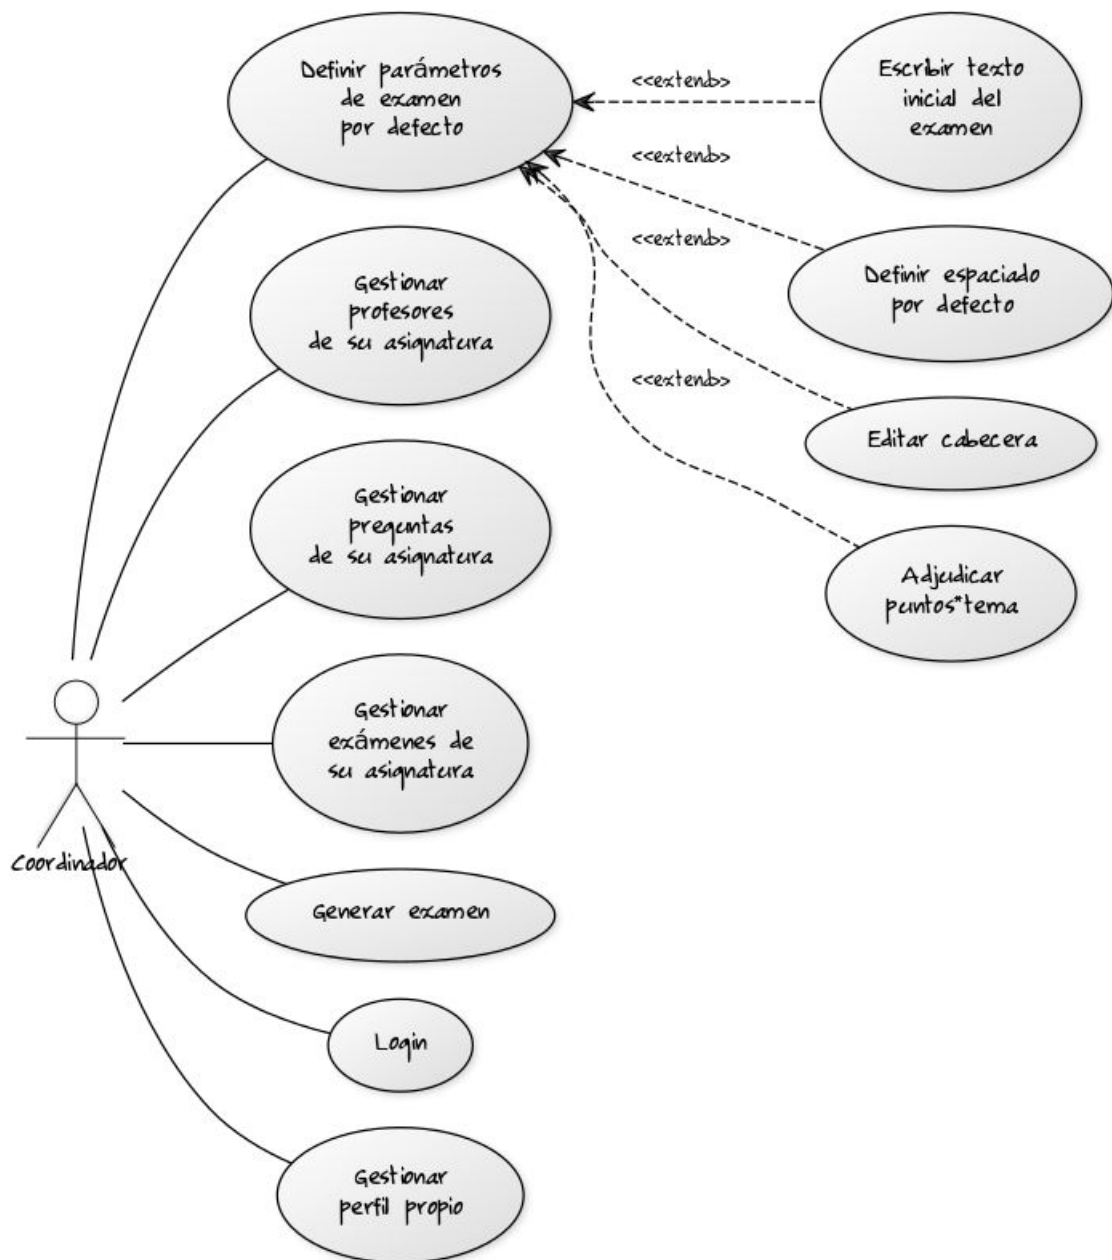 Definir parámetros
de examen
por defecto
<<extend>>
Escribir texto
inicial del
examen
<<extend>>
<<extend>>
Definir espaciado
por defecto
Gestionar
profesores
de su asignatura
<<extend>>
Editar cabecera
Gestionar
preguntas
de su asignatura
Adjudicar
puntos*tema
Gestionar
exámenes de
su asignatura
Coordinador
Generar examen
Login
Gestionar
perfil propio